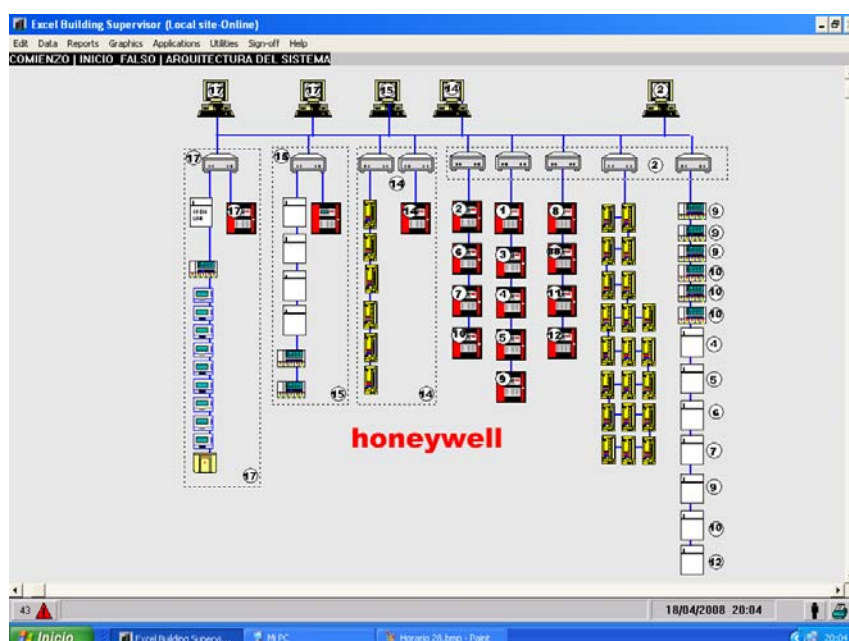 Excel Building Supervisor (Local site-Online)
Edit Data Reports Graphics Applications Utilities Sign-off Help
COMIENZO | INICIO_FALSO | ARQUITECTURA DEL SISTEMA
17 17 15 14 2
17 15 14 2
17 14 2 1 8 9
9
6 3 8B 9
10
7 4 11 10
10
10 5 12 4
9 5
15 14 6
honeywell
7
17 9
10
12
43 18/04/2008 20:04
Inicio Excel Building Supervi... Mi PC Horario 28.bmp - Paint 20:04